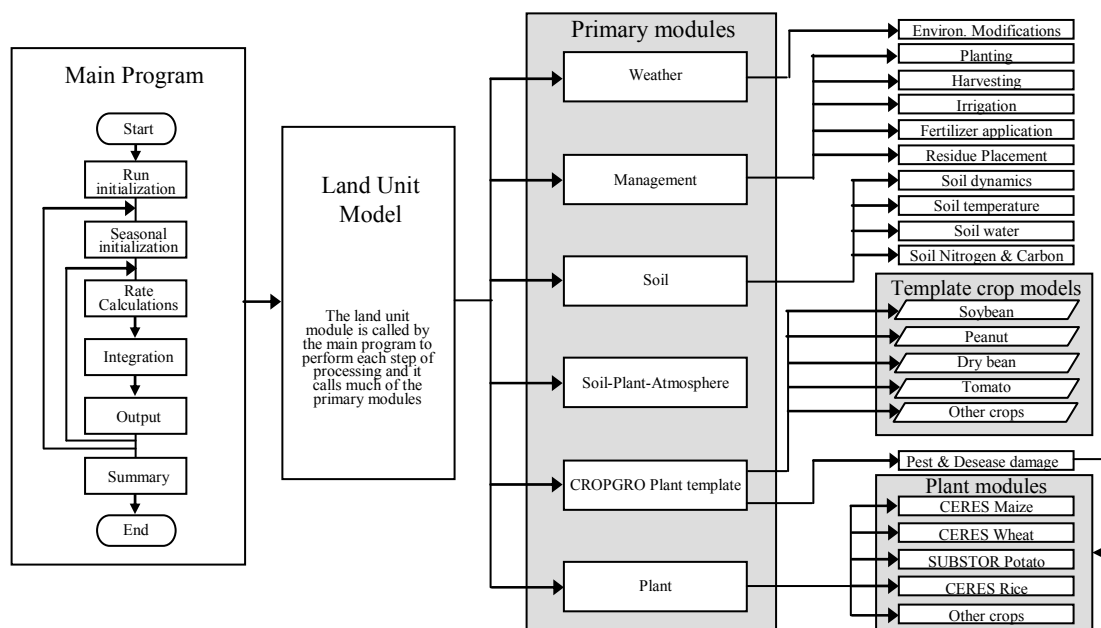 Main Program
Start
Run
initialization
Seasonal
initialization
Rate
Calculations
Integration
Output
Summary
End
Land Unit
Model
The land unit
module is called by
the main program to
perform each step of
processing and it
calls much of the
primary modules
Primary modules
Weather
Management
Soil
Soil-Plant-Atmosphere
CROPGRO Plant template
Plant
Environ. Modifications
Planting
Harvesting
Irrigation
Fertilizer application
Residue Placement
Soil dynamics
Soil temperature
Soil water
Soil Nitrogen & Carbon
Template crop models
Soybean
Peanut
Dry bean
Tomato
Other crops
Pest & Desease damage
Plant modules
CERES Maize
CERES Wheat
SUBSTOR Potato
CERES Rice
Other crops